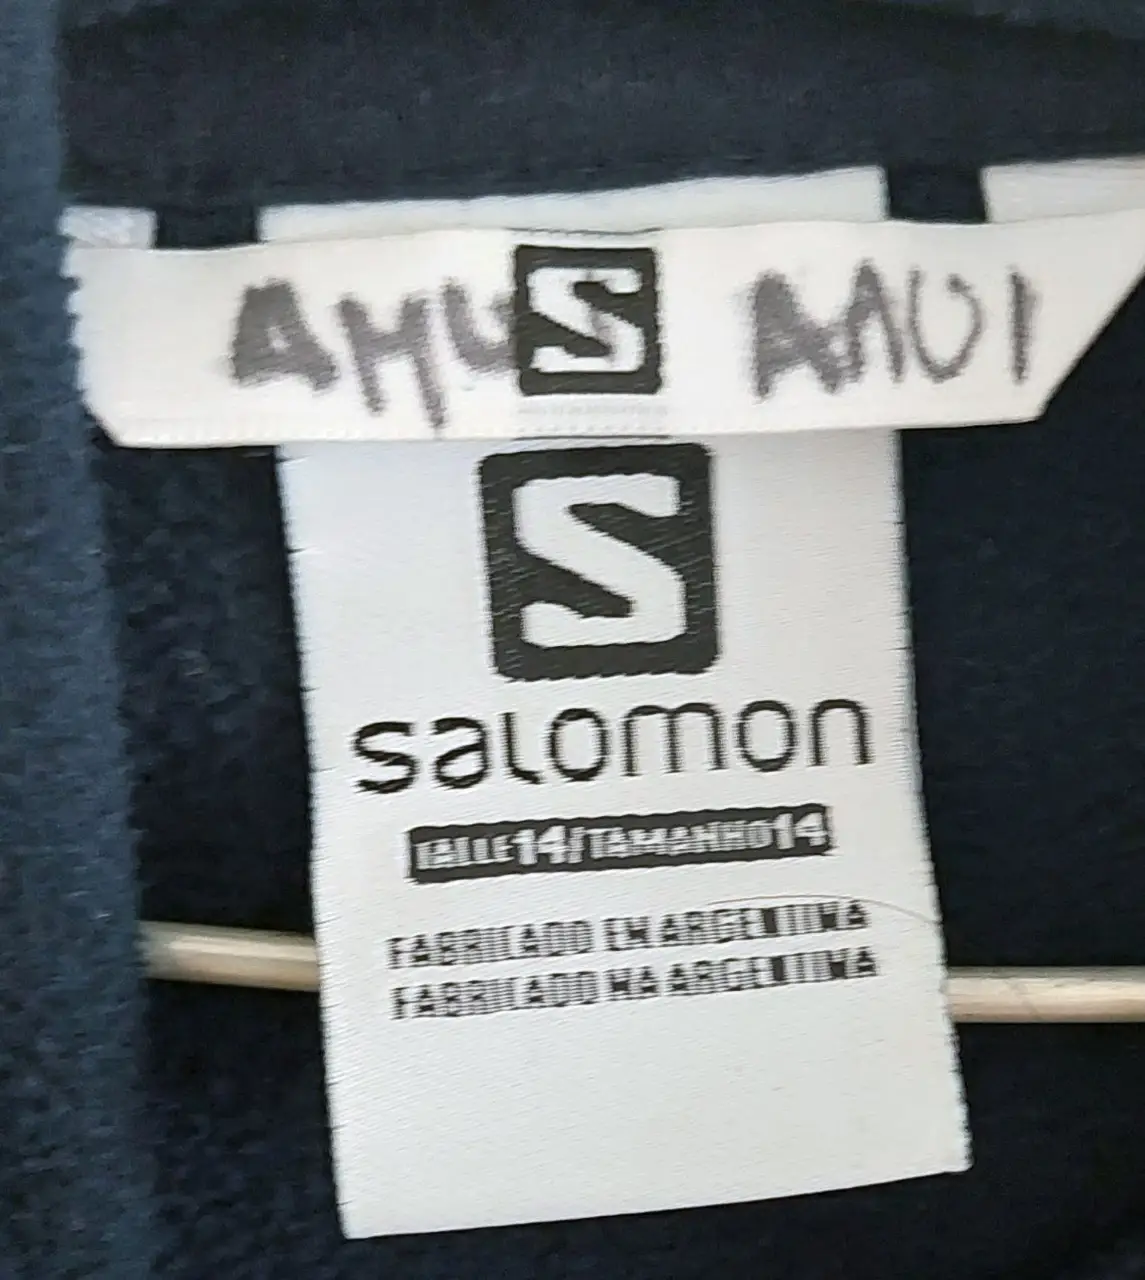 S
S
salomon
TALLE 14/TAMANHO 14
FABRICADO EN ARGENTINA
FABRICADO NA ARGENTINA